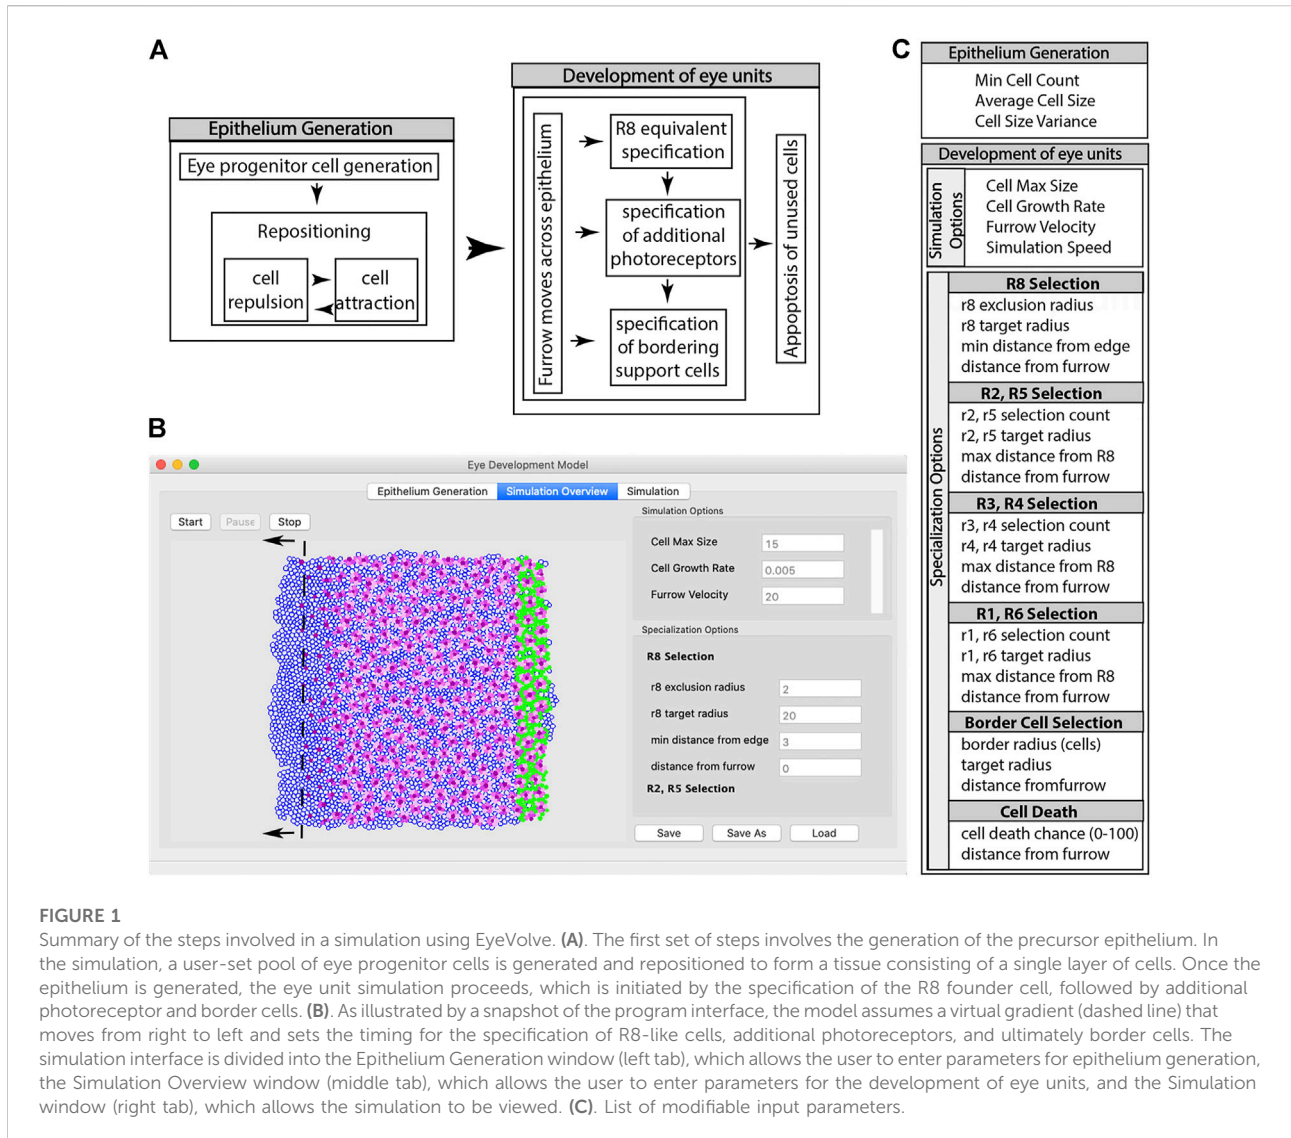 A
Epithelium Generation
Eye progenitor cell generation
Repositioning
cell
repulsion
cell
attraction
Development of eye units
Furrow moves across epithelium
R8 equivalent
specification
specification
of additional
photoreceptors
specification
of bordering
support cells
Appoptosis of unused cells
B
Eye Development Model
Epithelium Generation
Simulation Overview
Simulation
Start
Pause
Stop
Simulation Options
Cell Max Size
15
Cell Growth Rate
0.005
Furrow Velocity
20
Specialization Options
R8 Selection
r8 exclusion radius
2
r8 target radius
20
min distance from edge
3
distance from furrow
0
R2, R5 Selection
Save
Save As
Load
C
Epithelium Generation
Min Cell Count
Average Cell Size
Cell Size Variance
Development of eye units
Simulation
Options
Cell Max Size
Cell Growth Rate
Furrow Velocity
Simulation Speed
Specialization Options
R8 Selection
r8 exclusion radius
r8 target radius
min distance from edge
distance from furrow
R2, R5 Selection
r2, r5 selection count
r2, r5 target radius
max distance from R8
distance from furrow
R3, R4 Selection
r3, r4 selection count
r4, r4 target radius
max distance from R8
distance from furrow
R1, R6 Selection
r1, r6 selection count
r1, r6 target radius
max distance from R8
distance from furrow
Border Cell Selection
border radius (cells)
target radius
distance fromfurrow
Cell Death
cell death chance (0-100)
distance from furrow
FIGURE 1
Summary of the steps involved in a simulation using EyeVolve. (A). The first set of steps involves the generation of the precursor epithelium. In
the simulation, a user-set pool of eye progenitor cells is generated and repositioned to form a tissue consisting of a single layer of cells. Once the
epithelium is generated, the eye unit simulation proceeds, which is initiated by the specification of the R8 founder cell, followed by additional
photoreceptor and border cells. (B). As illustrated by a snapshot of the program interface, the model assumes a virtual gradient (dashed line) that
moves from right to left and sets the timing for the specification of R8-like cells, additional photoreceptors, and ultimately border cells. The
simulation interface is divided into the Epithelium Generation window (left tab), which allows the user to enter parameters for epithelium generation,
the Simulation Overview window (middle tab), which allows the user to enter parameters for the development of eye units, and the Simulation
window (right tab), which allows the simulation to be viewed. (C). List of modifiable input parameters.